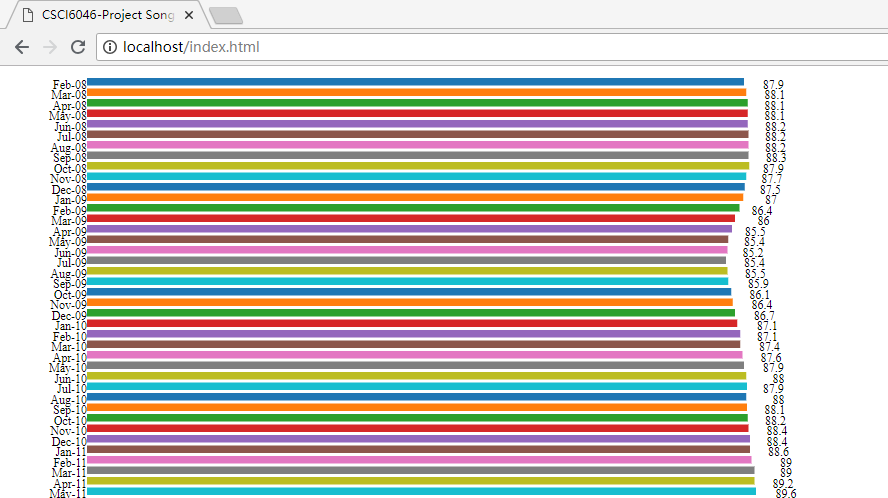 CSCI6046-Project Song
localhost/index.html
Feb-08 87.9
Mar-08 88.1
Apr-08 88.1
May-08 88.1
Jun-08 88.2
Jul-08 88.2
Aug-08 88.2
Sep-08 88.3
Oct-08 87.9
Nov-08 87.7
Dec-08 87.5
Jan-09 87
Feb-09 86.4
Mar-09 86
Apr-09 85.5
May-09 85.4
Jun-09 85.2
Jul-09 85.4
Aug-09 85.5
Sep-09 85.9
Oct-09 86.1
Nov-09 86.4
Dec-09 86.7
Jan-10 87.1
Feb-10 87.1
Mar-10 87.4
Apr-10 87.6
May-10 87.9
Jun-10 88
Jul-10 87.9
Aug-10 88
Sep-10 88.1
Oct-10 88.2
Nov-10 88.4
Dec-10 88.4
Jan-11 88.6
Feb-11 89
Mar-11 89
Apr-11 89.2
May-11 89.6